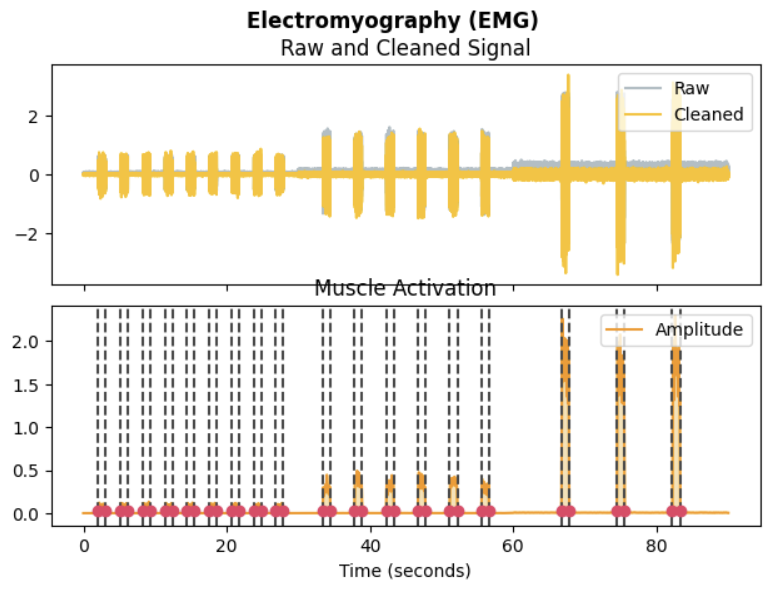 Electromyography (EMG)
Raw and Cleaned Signal
Raw
Cleaned
2
0
−2
Muscle Activation
Amplitude
2.0
1.5
1.0
0.5
0.0
0 20 40 60 80
Time (seconds)